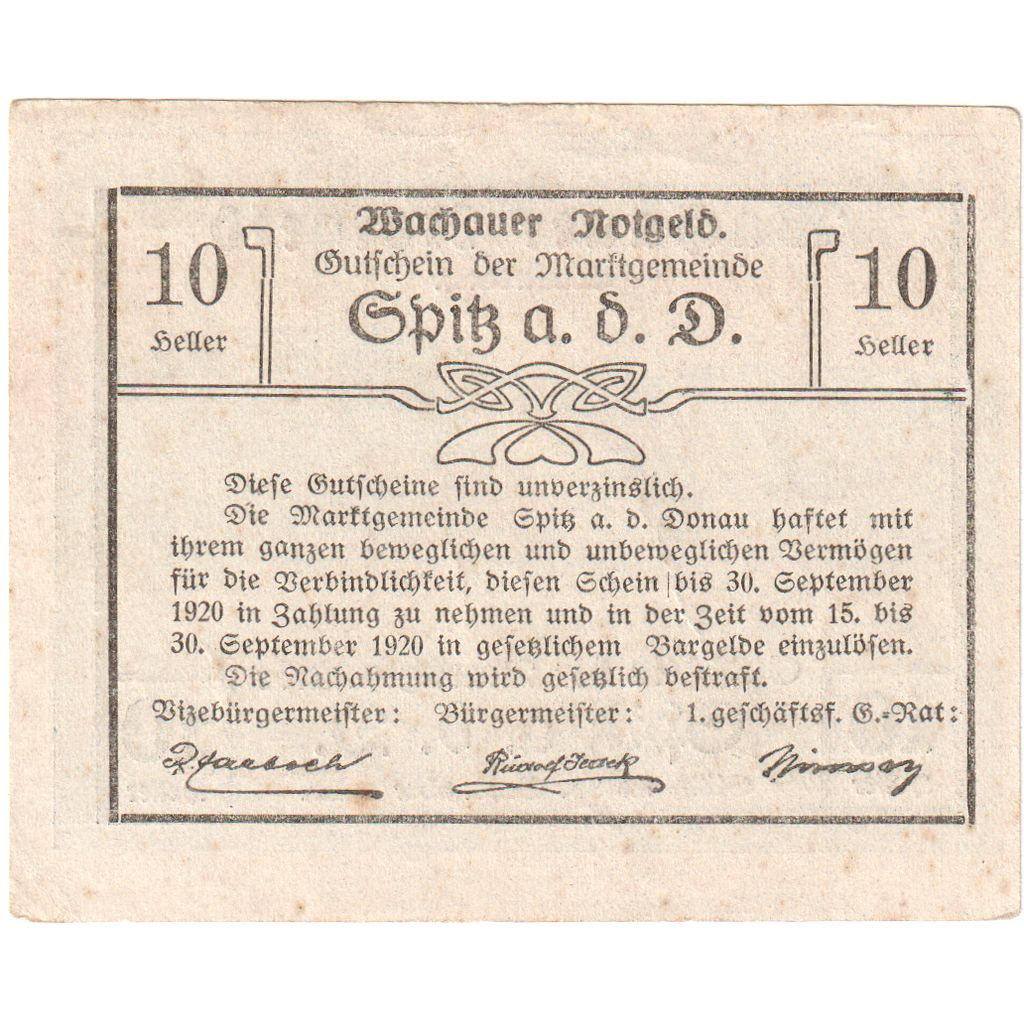 Wachauer Notgeld.
Gutschein der Marktgemeinde
Spitz a. d. D.
10
Heller
10
Heller
Diese Gutscheine sind unverzinslich.
Die Marktgemeinde Spitz a. d. Donau haftet mit
ihrem ganzen beweglichen und unbeweglichen Vermögen
für die Verbindlichkeit, diesen Schein bis 30. September
1920 in Zahlung zu nehmen und in der Zeit vom 15. bis
30. September 1920 in gesetzlichem Bargelde einzulösen.
Die Nachahmung wird gesetzlich bestraft.
Vizebürgermeister: Bürgermeister: 1. geschäftsf. G.-Rat:
Rudolf